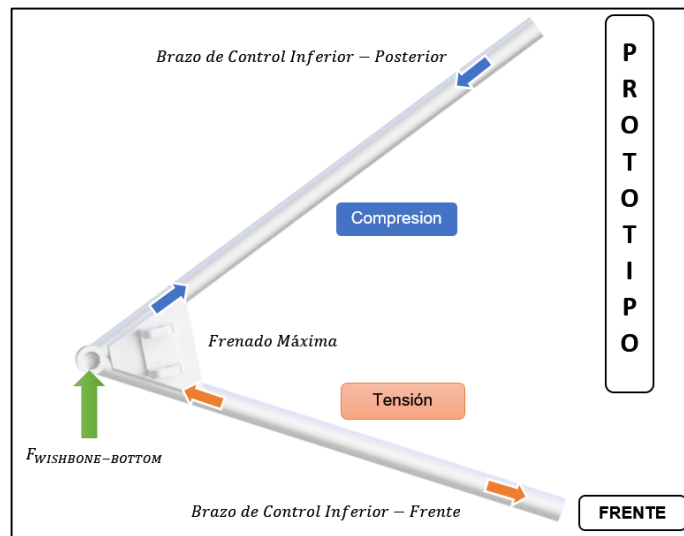 Brazo de Control Inferior − Posterior
P
R
O
T
O
T
I
P
O
Compresion
Frenado Máxima
Tensión
F_WISHBONE−BOTTOM
Brazo de Control Inferior − Frente
FRENTE